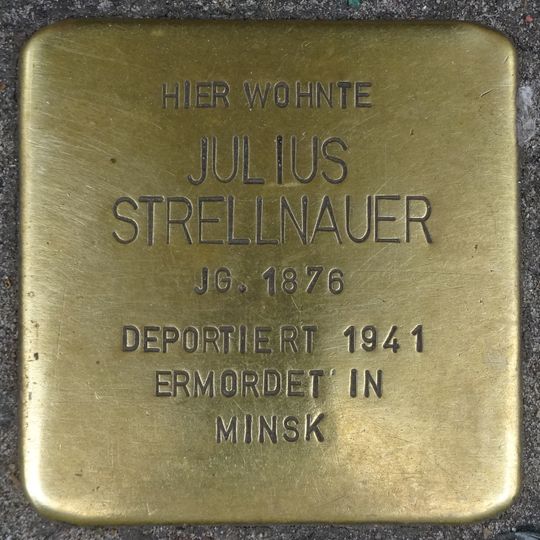 HIER WOHNTE
JULIUS
STRELLNAUER
JG. 1876
DEPORTIERT 1941
ERMORDET IN
MINSK